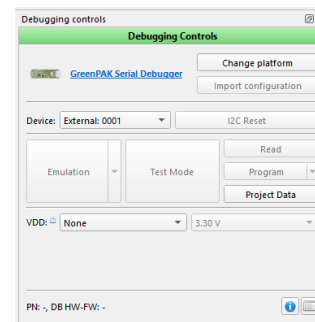 Debugging controls
Debugging Controls
GreenPAK Serial Debugger
Change platform
Import configuration
Device: External: 0001
I2C Reset
Emulation
Test Mode
Read
Program
Project Data
VDD: None
3.30 V
PN: -, DB HW-FW: -